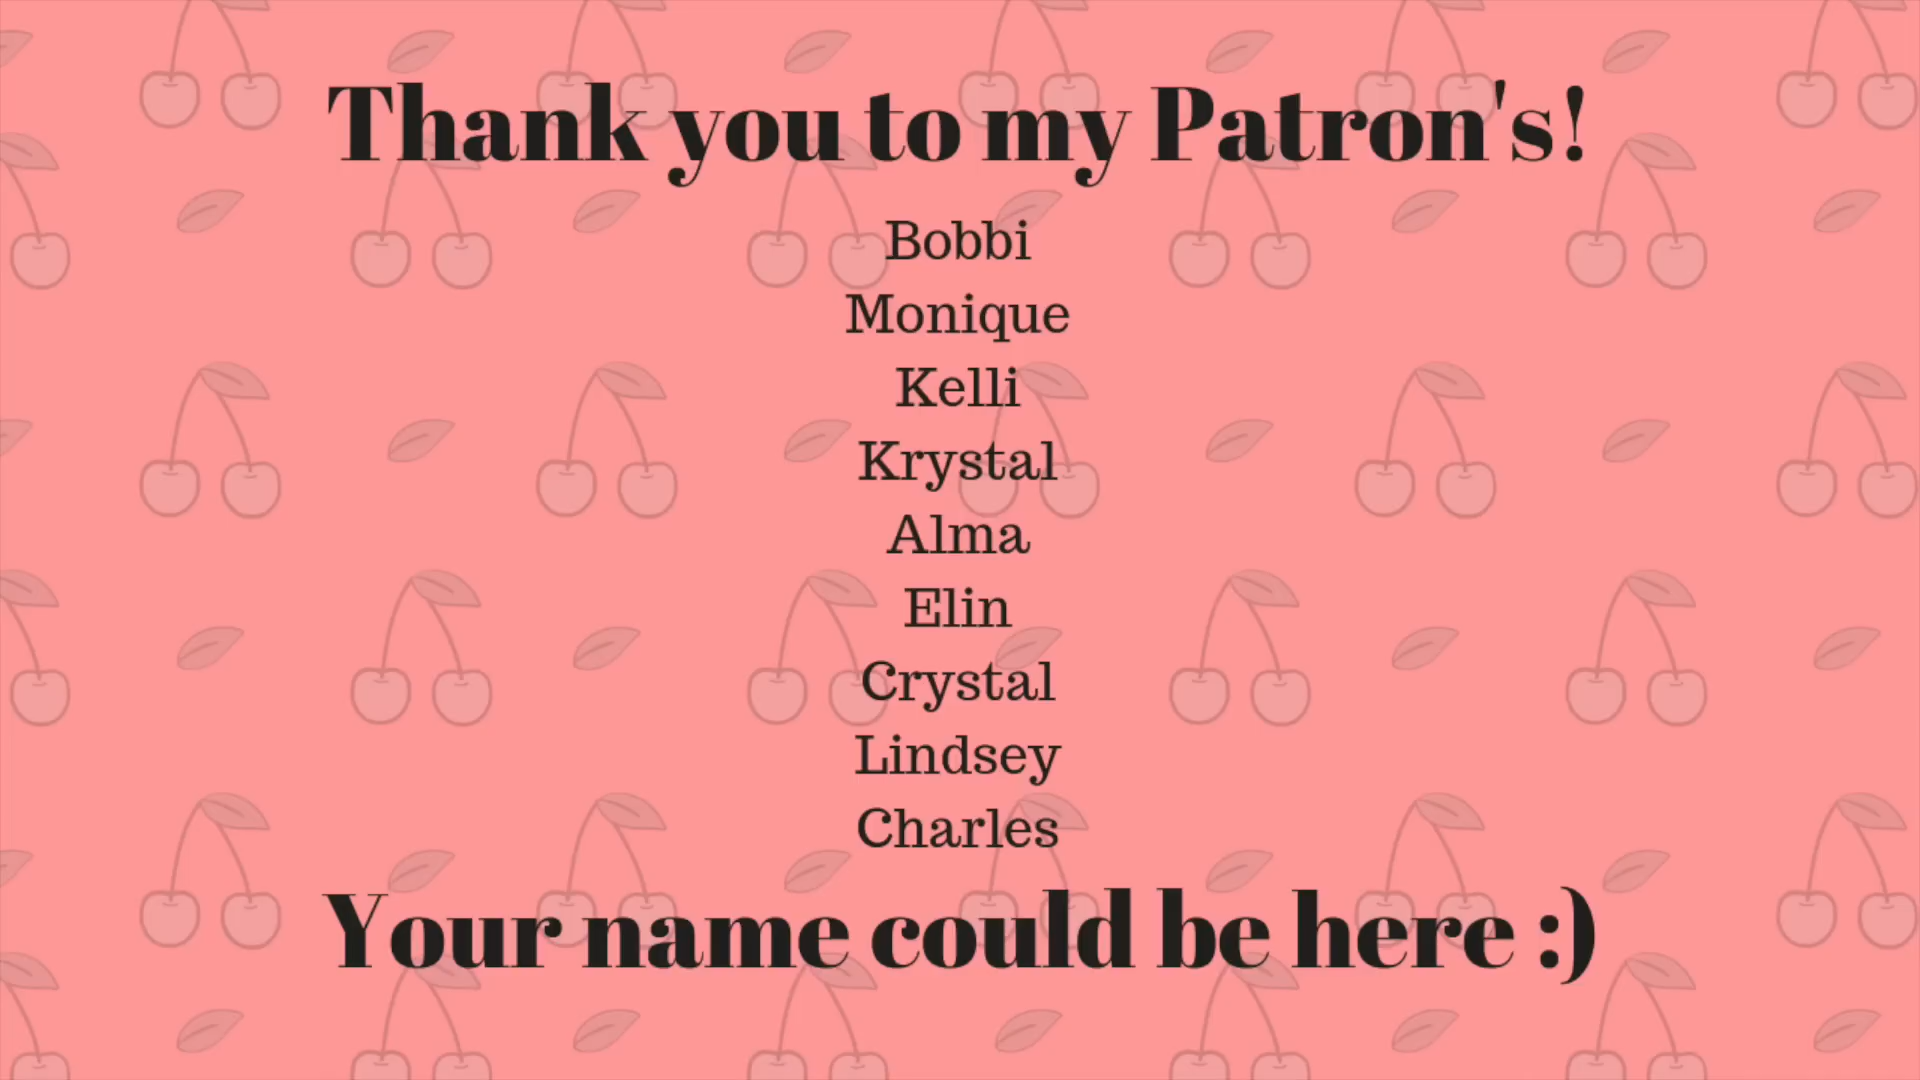 Thank you to my Patron's!
Bobbi
Monique
Kelli
Krystal
Alma
Elin
Crystal
Lindsey
Charles
Your name could be here :)